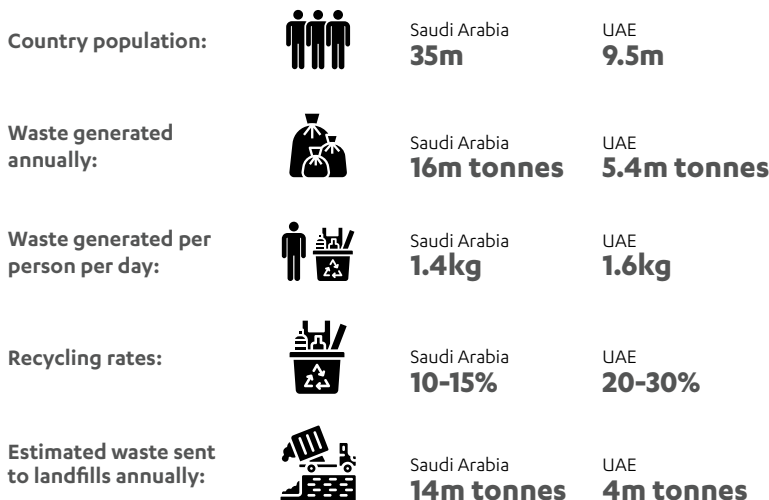 Country population:
Saudi Arabia
35m
UAE
9.5m
Waste generated
annually:
Saudi Arabia
16m tonnes
UAE
5.4m tonnes
Waste generated per
person per day:
Saudi Arabia
1.4kg
UAE
1.6kg
Recycling rates:
Saudi Arabia
10-15%
UAE
20-30%
Estimated waste sent
to landfills annually:
Saudi Arabia
14m tonnes
UAE
4m tonnes